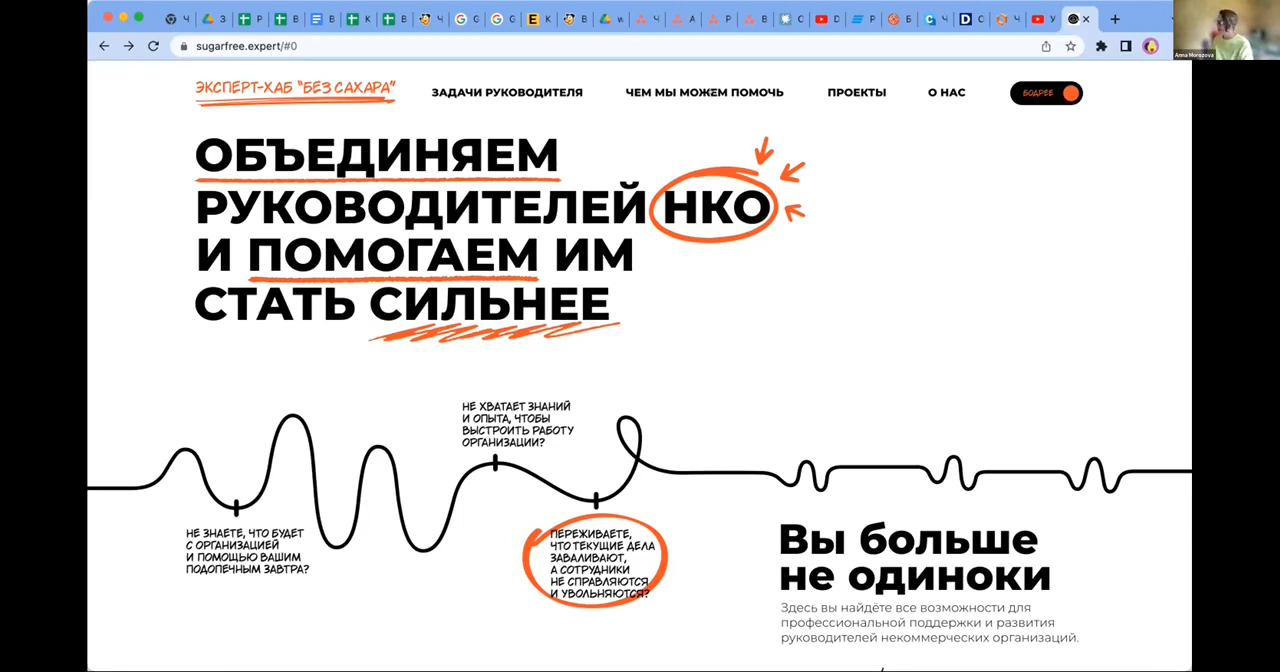 sugarfree.expert/#0
Anna Morozova
ЭКСПЕРТ-ХАБ "БЕЗ САХАРА"
ЗАДАЧИ РУКОВОДИТЕЛЯ
ЧЕМ МЫ МОЖЕМ ПОМОЧЬ
ПРОЕКТЫ
О НАС
БОДРЕЕ
ОБЪЕДИНЯЕМ
РУКОВОДИТЕЛЕЙ НКО
И ПОМОГАЕМ ИМ
СТАТЬ СИЛЬНЕЕ
НЕ ХВАТАЕТ ЗНАНИЙ
И ОПЫТА, ЧТОБЫ
ВЫСТРОИТЬ РАБОТУ
ОРГАНИЗАЦИИ?
НЕ ЗНАЕТЕ, ЧТО БУДЕТ
С ОРГАНИЗАЦИЕЙ
И ПОМОЩЬЮ ВАШИМ
ПОДОПЕЧНЫМ ЗАВТРА?
ПЕРЕЖИВАЕТЕ,
ЧТО ТЕКУЩИЕ ДЕЛА
ЗАВАЛИВАЮТ,
А СОТРУДНИКИ
НЕ СПРАВЛЯЮТСЯ
И УВОЛЬНЯЮТСЯ?
Вы больше
не одиноки
Здесь вы найдёте все возможности для
профессиональной поддержки и развития
руководителей некоммерческих организаций.